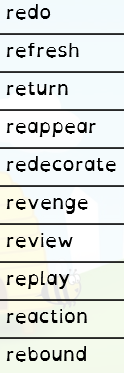 redo
refresh
return
reappear
redecorate
revenge
review
replay
reaction
rebound